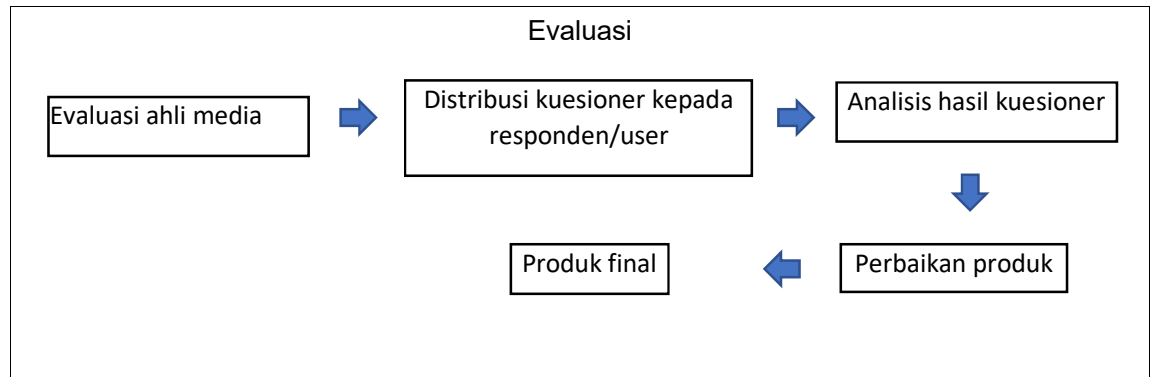 Evaluasi
Evaluasi ahli media
Distribusi kuesioner kepada
responden/user
Analisis hasil kuesioner
Produk final
Perbaikan produk